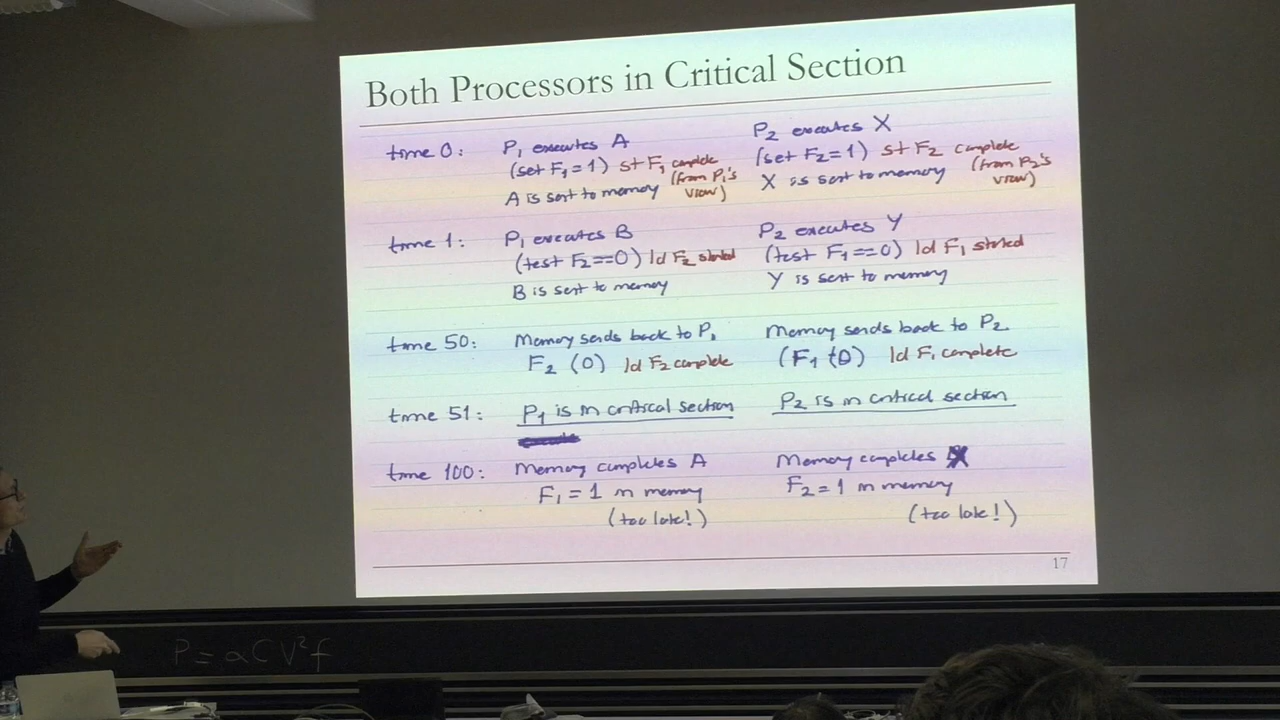 Both Processors in Critical Section
time 0: P₁ executes A
(set F₁=1) st F₁ complete
(from P₁'s view)
A is sent to memory
P₂ executes X
(set F₂=1) st F₂ complete
(from P₂'s view)
X is sent to memory
time 1: P₁ executes B
(test F₂==0) ld F₂ started
B is sent to memory
P₂ executes Y
(test F₁==0) ld F₁ started
Y is sent to memory
time 50: Memory sends back to P₁
F₂ (0) ld F₂ complete
Memory sends back to P₂
(F₁ (0) ld F₁ complete
time 51: P₁ is in critical section
P₂ is in critical section
time 100: Memory completes A
F₁ = 1 in memory
(too late!)
Memory completes X
F₂ = 1 in memory
(too late!)
17
P = αCV²f